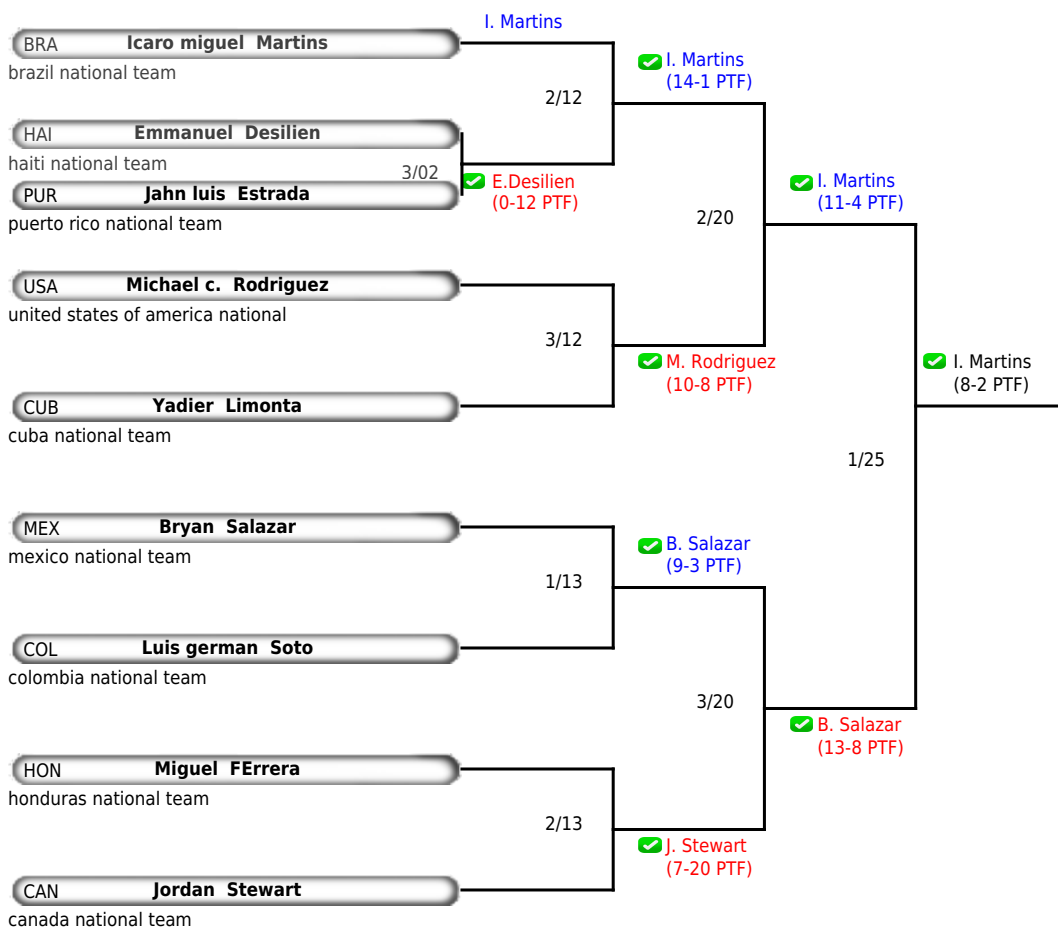 I. Martins
BRA Icaro miguel Martins
brazil national team
I. Martins
(14-1 PTF)
2/12
HAI Emmanuel Desilien
haiti national team
3/02
E.Desilien
(0-12 PTF)
PUR Jahn luis Estrada
puerto rico national team
I. Martins
(11-4 PTF)
2/20
USA Michael c. Rodriguez
united states of america national
3/12
M. Rodriguez
(10-8 PTF)
I. Martins
(8-2 PTF)
CUB Yadier Limonta
cuba national team
1/25
MEX Bryan Salazar
mexico national team
B. Salazar
(9-3 PTF)
1/13
COL Luis german Soto
colombia national team
3/20
B. Salazar
(13-8 PTF)
HON Miguel FErrera
honduras national team
2/13
J. Stewart
(7-20 PTF)
CAN Jordan Stewart
canada national team